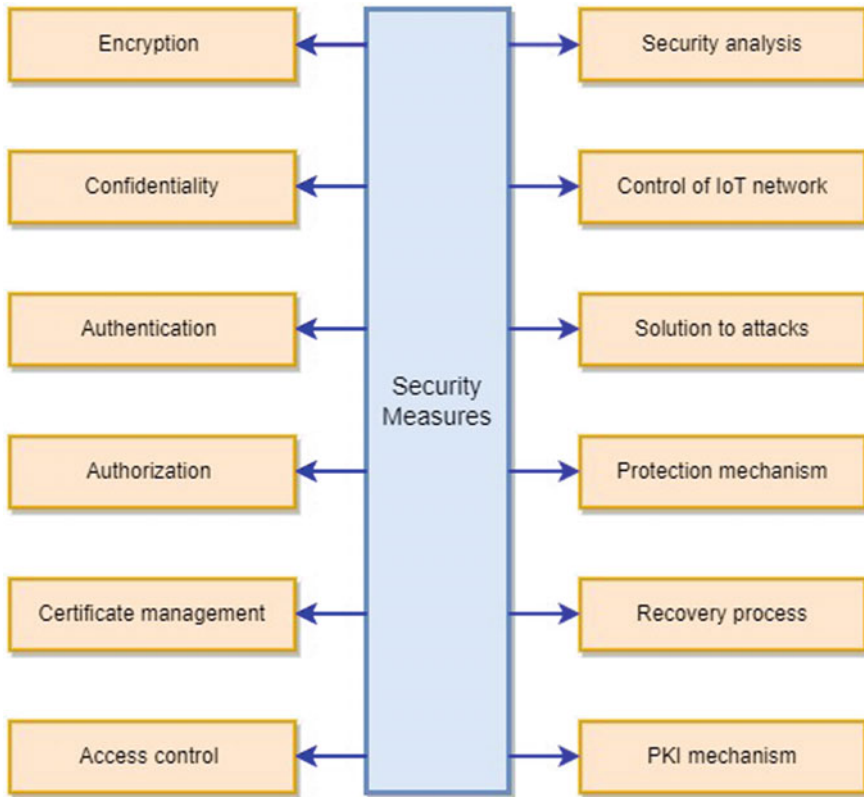 Encryption
Security analysis
Confidentiality
Control of IoT network
Authentication
Solution to attacks
Security
Measures
Authorization
Protection mechanism
Certificate management
Recovery process
Access control
PKI mechanism